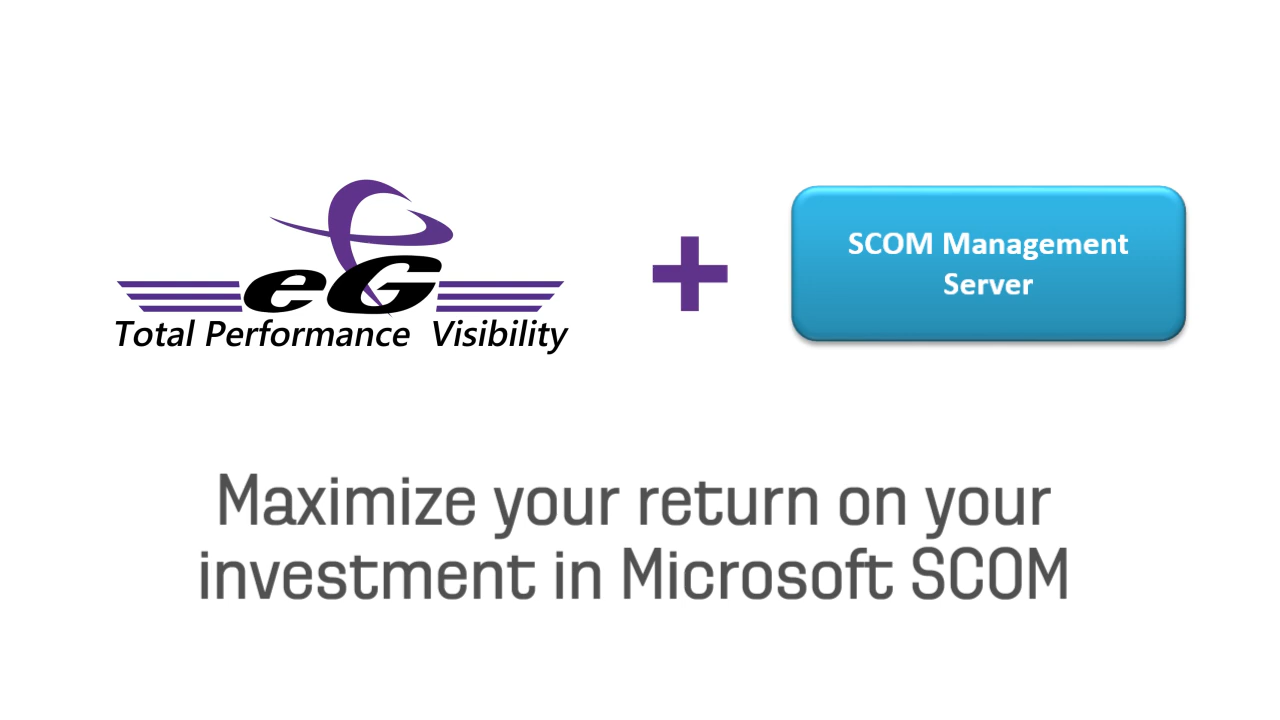 eG
Total Performance Visibility
+
SCOM Management
Server
Maximize your return on your
investment in Microsoft SCOM